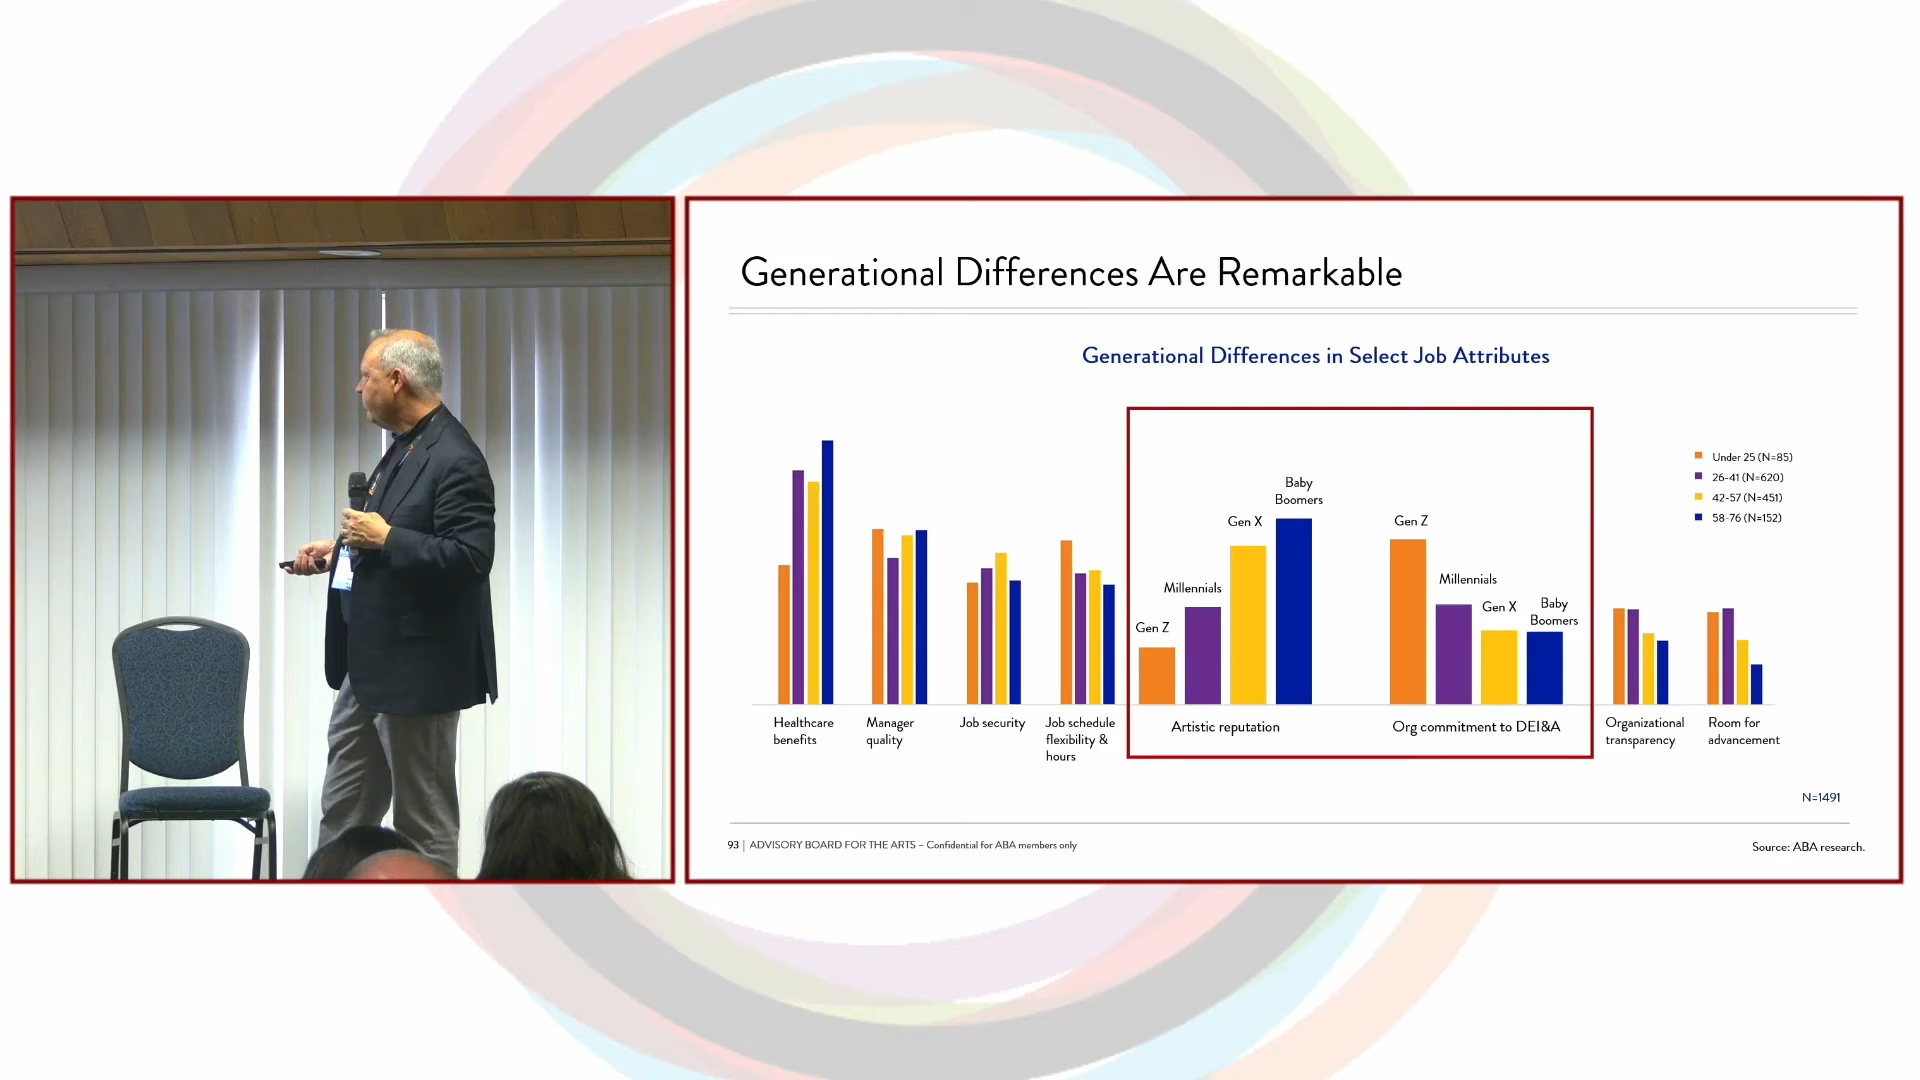 Generational Differences Are Remarkable
Generational Differences in Select Job Attributes
Under 25 (N=85)
26-41 (N=620)
42-57 (N=451)
58-76 (N=152)
Gen Z
Millennials
Gen X
Baby
Boomers
Gen Z
Millennials
Gen X
Baby
Boomers
Healthcare
benefits
Manager
quality
Job security
Job schedule
flexibility &
hours
Artistic reputation
Org commitment to DEI&A
Organizational
transparency
Room for
advancement
N=1491
93 | ADVISORY BOARD FOR THE ARTS – Confidential for ABA members only
Source: ABA research.